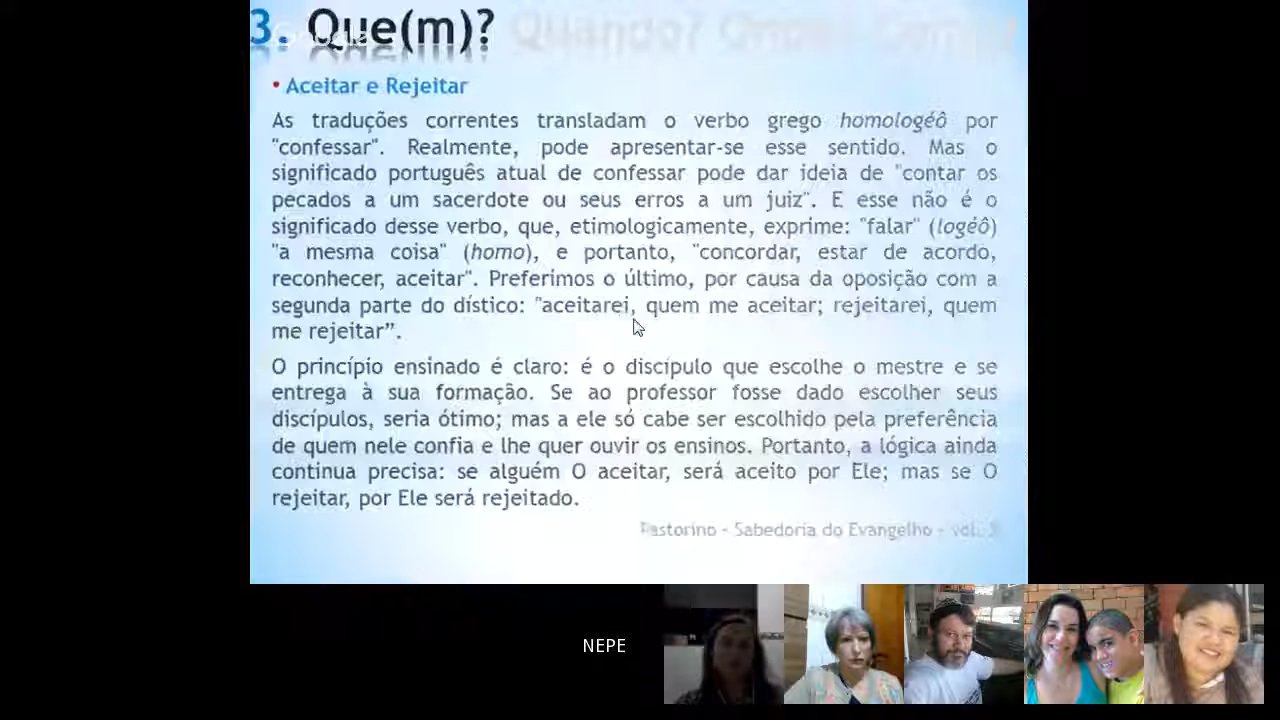 3. Que(m)? Quando?
• Aceitar e Rejeitar
As traduções correntes transladam o verbo grego homologéô por
"confessar". Realmente, pode apresentar-se esse sentido. Mas o
significado português atual de confessar pode dar ideia de "contar os
pecados a um sacerdote ou seus erros a um juiz". E esse não é o
significado desse verbo, que, etimologicamente, exprime: "falar" (logéô)
"a mesma coisa" (homo), e portanto, "concordar, estar de acordo,
reconhecer, aceitar". Preferimos o último, por causa da oposição com a
segunda parte do dístico: "aceitarei, quem me aceitar; rejeitarei, quem
me rejeitar”.
O princípio ensinado é claro: é o discípulo que escolhe o mestre e se
entrega à sua formação. Se ao professor fosse dado escolher seus
discípulos, seria ótimo; mas a ele só cabe ser escolhido pela preferência
de quem nele confia e lhe quer ouvir os ensinos. Portanto, a lógica ainda
continua precisa: se alguém O aceitar, será aceito por Ele; mas se O
rejeitar, por Ele será rejeitado.
Pastorino - Sabedoria do Evangelho - vol.
NEPE